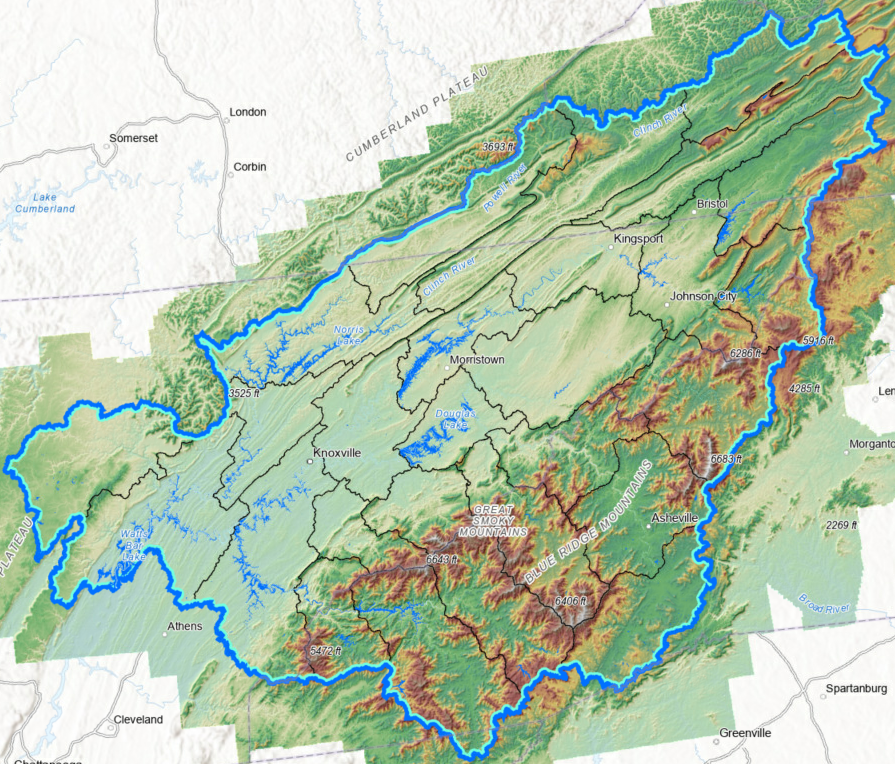 CUMBERLAND PLATEAU
London
Somerset
Corbin
3693 ft
Clinch River
Powell River
Lake
Cumberland
Bristol
Kingsport
Clinch River
Johnson City
Norris
Lake
Morristown
5916 ft
6286 ft
4285 ft
3525 ft
Len
Douglas
Lake
Knoxville
Morganto
6683 ft
GREAT
SMOKY
MOUNTAINS
BLUE RIDGE MOUNTAINS
Asheville
2269 ft
PLATEAU
Watts
Bar
Lake
6643 ft
6406 ft
Broad River
Athens
5472 ft
Spartanburg
Cleveland
Greenville
Chattanooga